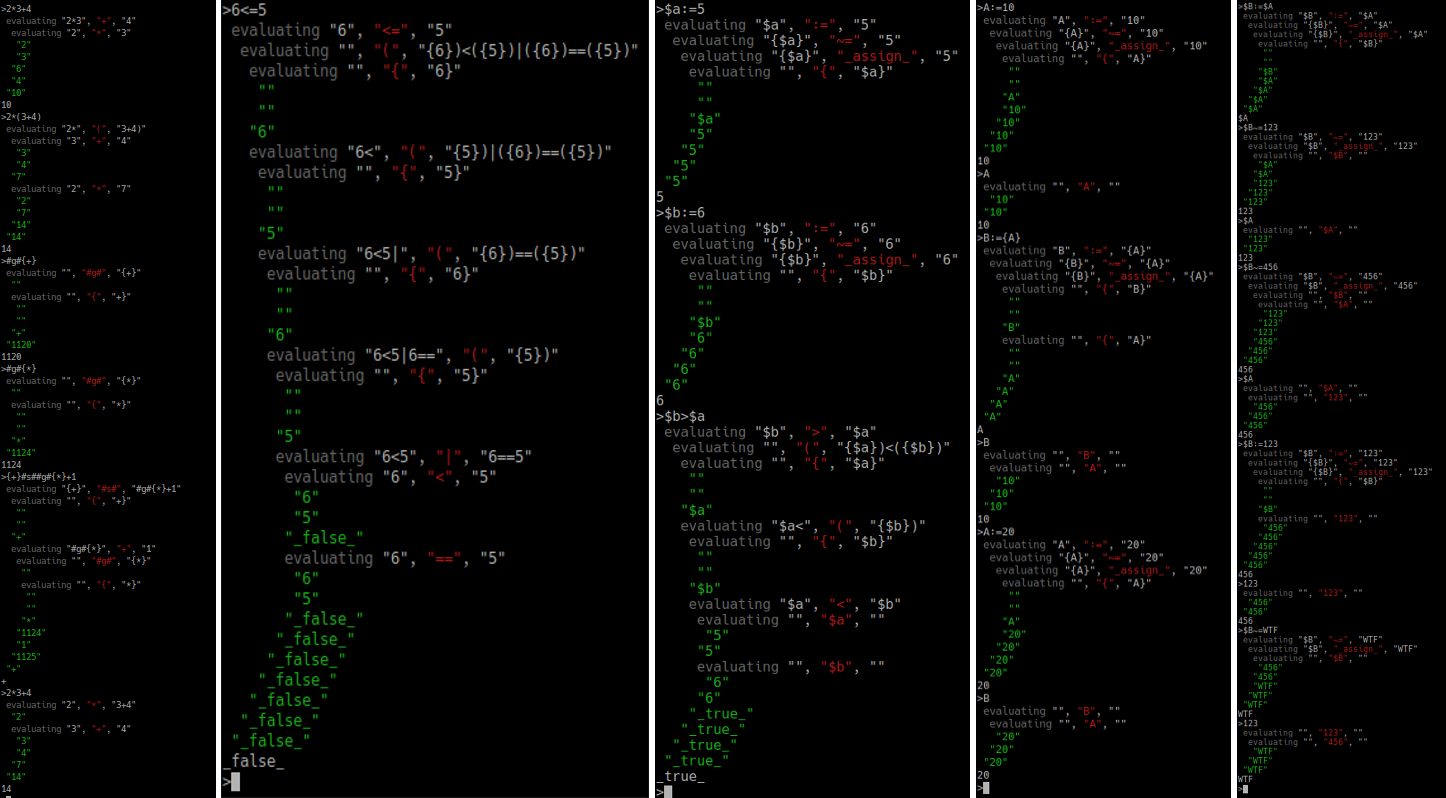 >2*3+4
evaluating "2*3", "+", "4"
evaluating "2", "*", "3"
"2"
"3"
"6"
"4"
"10"
10
>2*(3+4)
evaluating "2*", "(", "3+4)"
evaluating "3", "+", "4"
"3"
"4"
"7"
evaluating "2", "*", "7"
"2"
"7"
"14"
"14"
14
>#g#{+}
evaluating "", "#g#", "{+}"
""
evaluating "", "{", "+}"
""
""
"+"
"1120"
1120
>#g#{*}
evaluating "", "#g#", "{*}"
""
evaluating "", "{", "*}"
""
""
"*"
"1124"
1124
>{+}#s##g#{*}+1
evaluating "{+}", "#s#", "#g#{*}+1"
evaluating "", "{", "+}"
""
""
"+"
evaluating "#g#{*}", "+", "1"
evaluating "", "#g#", "{*}"
""
evaluating "", "{", "*}"
""
""
"*"
"1124"
"1"
"1125"
"+"
+
>2*3+4
evaluating "2", "*", "3+4"
"2"
evaluating "3", "+", "4"
"3"
"4"
"7"
"14"
14
>6<=5
evaluating "6", "<=", "5"
evaluating "", "(", "{6})<({5})|({6})==({5})"
evaluating "", "{", "6}"
""
""
"6"
evaluating "6<", "(", "{5})|({6})==({5})"
evaluating "", "{", "5}"
""
""
"5"
evaluating "6<5|", "(", "{6})==({5})"
evaluating "", "{", "6}"
""
""
"6"
evaluating "6<5|6==", "(", "{5})"
evaluating "", "{", "5}"
""
""
"5"
evaluating "6<5", "|", "6==5"
evaluating "6", "<", "5"
"6"
"5"
"_false_"
evaluating "6", "==", "5"
"6"
"5"
"_false_"
"_false_"
"_false_"
"_false_"
"_false_"
"_false_"
"_false_"
_false_
>
>$a:=5
evaluating "$a", ":=", "5"
evaluating "{$a}", "~=", "5"
evaluating "{$a}", "_assign_", "5"
evaluating "", "{", "$a}"
""
""
"$a"
"5"
"5"
"5"
"5"
5
>$b:=6
evaluating "$b", ":=", "6"
evaluating "{$b}", "~=", "6"
evaluating "{$b}", "_assign_", "6"
evaluating "", "{", "$b}"
""
""
"$b"
"6"
"6"
"6"
"6"
6
>$b>$a
evaluating "$b", ">", "$a"
evaluating "", "(", "{$a})<({$b})"
evaluating "", "{", "$a}"
""
""
"$a"
evaluating "$a<", "(", "{$b})"
evaluating "", "{", "$b}"
""
""
"$b"
evaluating "$a", "<", "$b"
evaluating "", "$a", ""
"5"
"5"
evaluating "", "$b", ""
"6"
"6"
"_true_"
"_true_"
"_true_"
"_true_"
_true_
>
>A:=10
evaluating "A", ":=", "10"
evaluating "{A}", "~=", "10"
evaluating "{A}", "_assign_", "10"
evaluating "", "{", "A}"
""
""
"A"
"10"
"10"
"10"
"10"
10
>A
evaluating "", "A", ""
"10"
"10"
10
>B:={A}
evaluating "B", ":=", "{A}"
evaluating "{B}", "~=", "{A}"
evaluating "{B}", "_assign_", "{A}"
evaluating "", "{", "B}"
""
""
"B"
evaluating "", "{", "A}"
""
""
"A"
"A"
"A"
"A"
A
>B
evaluating "", "B", ""
evaluating "", "A", ""
"10"
"10"
"10"
10
>A:=20
evaluating "A", ":=", "20"
evaluating "{A}", "~=", "20"
evaluating "{A}", "_assign_", "20"
evaluating "", "{", "A}"
""
""
"A"
"20"
"20"
"20"
"20"
20
>B
evaluating "", "B", ""
evaluating "", "A", ""
"20"
"20"
"20"
20
>
>$B:=$A
evaluating "$B", ":=", "$A"
evaluating "{$B}", "~=", "$A"
evaluating "{$B}", "_assign_", "$A"
evaluating "", "{", "$B}"
""
""
"$B"
"$A"
"$A"
"$A"
"$A"
$A
>$B~=123
evaluating "$B", "~=", "123"
evaluating "$B", "_assign_", "123"
evaluating "", "$B", ""
"$A"
"$A"
"123"
"123"
"123"
123
>$A
evaluating "", "$A", ""
"123"
"123"
123
>$B~=456
evaluating "$B", "~=", "456"
evaluating "$B", "_assign_", "456"
evaluating "", "$B", ""
evaluating "", "$A", ""
"123"
"123"
"123"
"456"
"456"
"456"
456
>$A
evaluating "", "$A", ""
evaluating "", "123", ""
"456"
"456"
"456"
456
>$B:=123
evaluating "$B", ":=", "123"
evaluating "{$B}", "~=", "123"
evaluating "{$B}", "_assign_", "123"
evaluating "", "{", "$B}"
""
""
"$B"
evaluating "", "123", ""
"456"
"456"
"456"
"456"
"456"
456
>123
evaluating "", "123", ""
"456"
"456"
456
>$B~=WTF
evaluating "$B", "~=", "WTF"
evaluating "$B", "_assign_", "WTF"
evaluating "", "$B", ""
"456"
"456"
"WTF"
"WTF"
"WTF"
WTF
>123
evaluating "", "123", ""
evaluating "", "456", ""
"WTF"
"WTF"
"WTF"
WTF
>